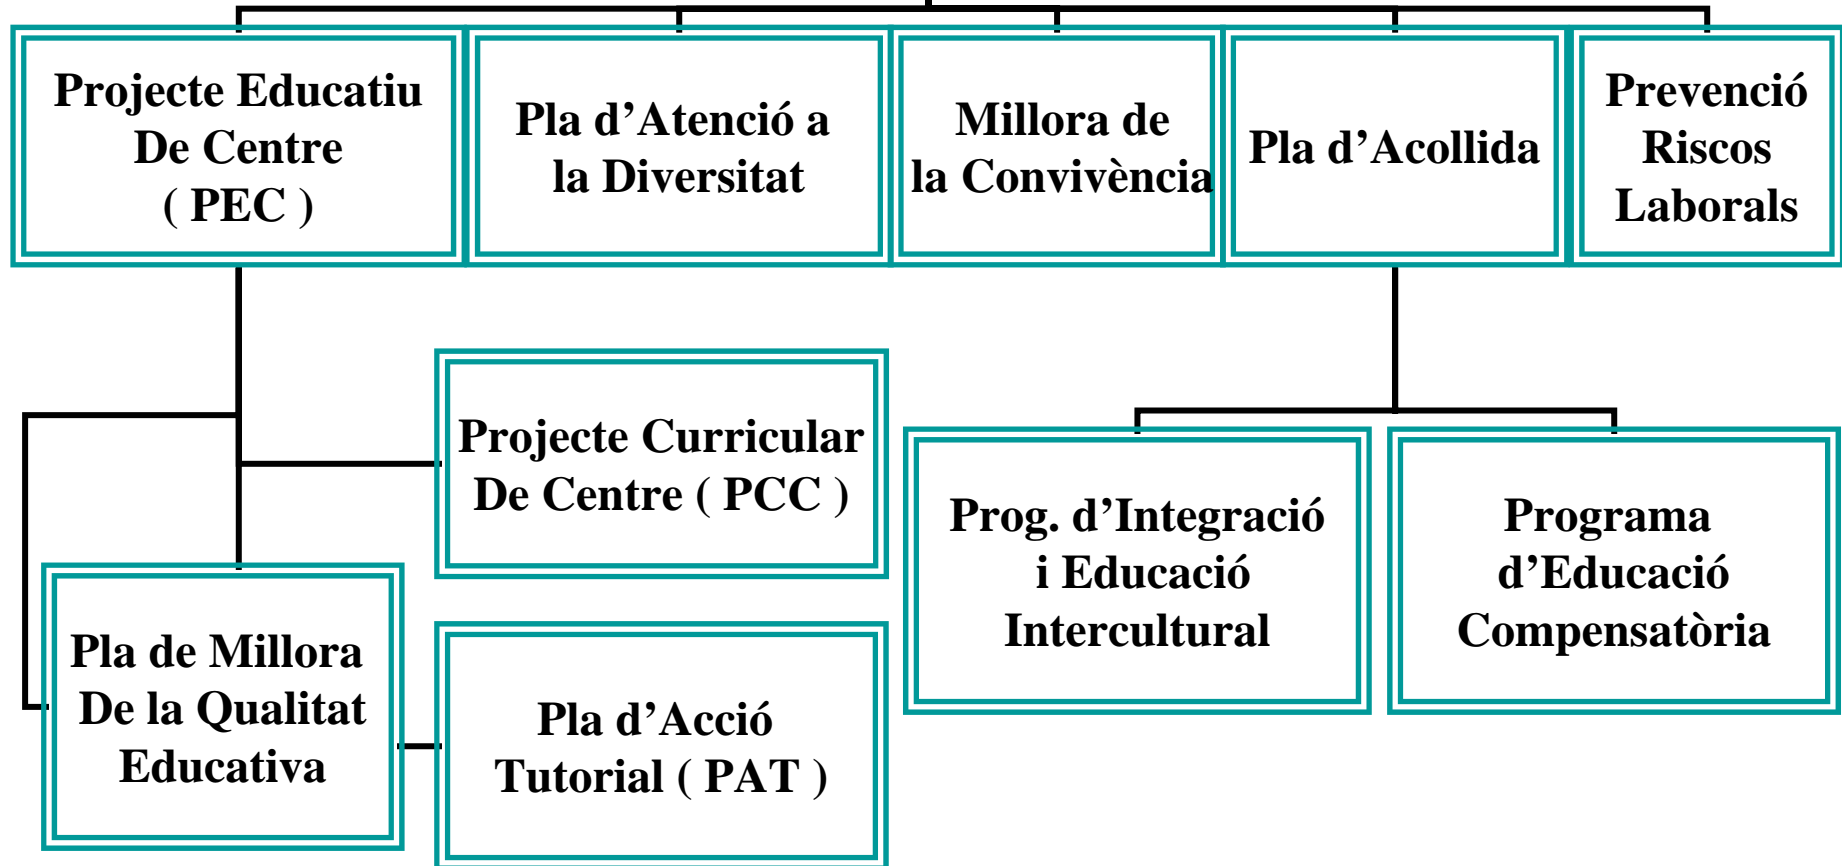 Projecte Educatiu
De Centre
( PEC )
Pla d’Atenció a
la Diversitat
Millora de
la Convivència
Pla d’Acollida
Prevenció
Riscos
Laborals
Projecte Curricular
De Centre ( PCC )
Prog. d’Integració
i Educació
Intercultural
Programa
d’Educació
Compensatòria
Pla de Millora
De la Qualitat
Educativa
Pla d’Acció
Tutorial ( PAT )